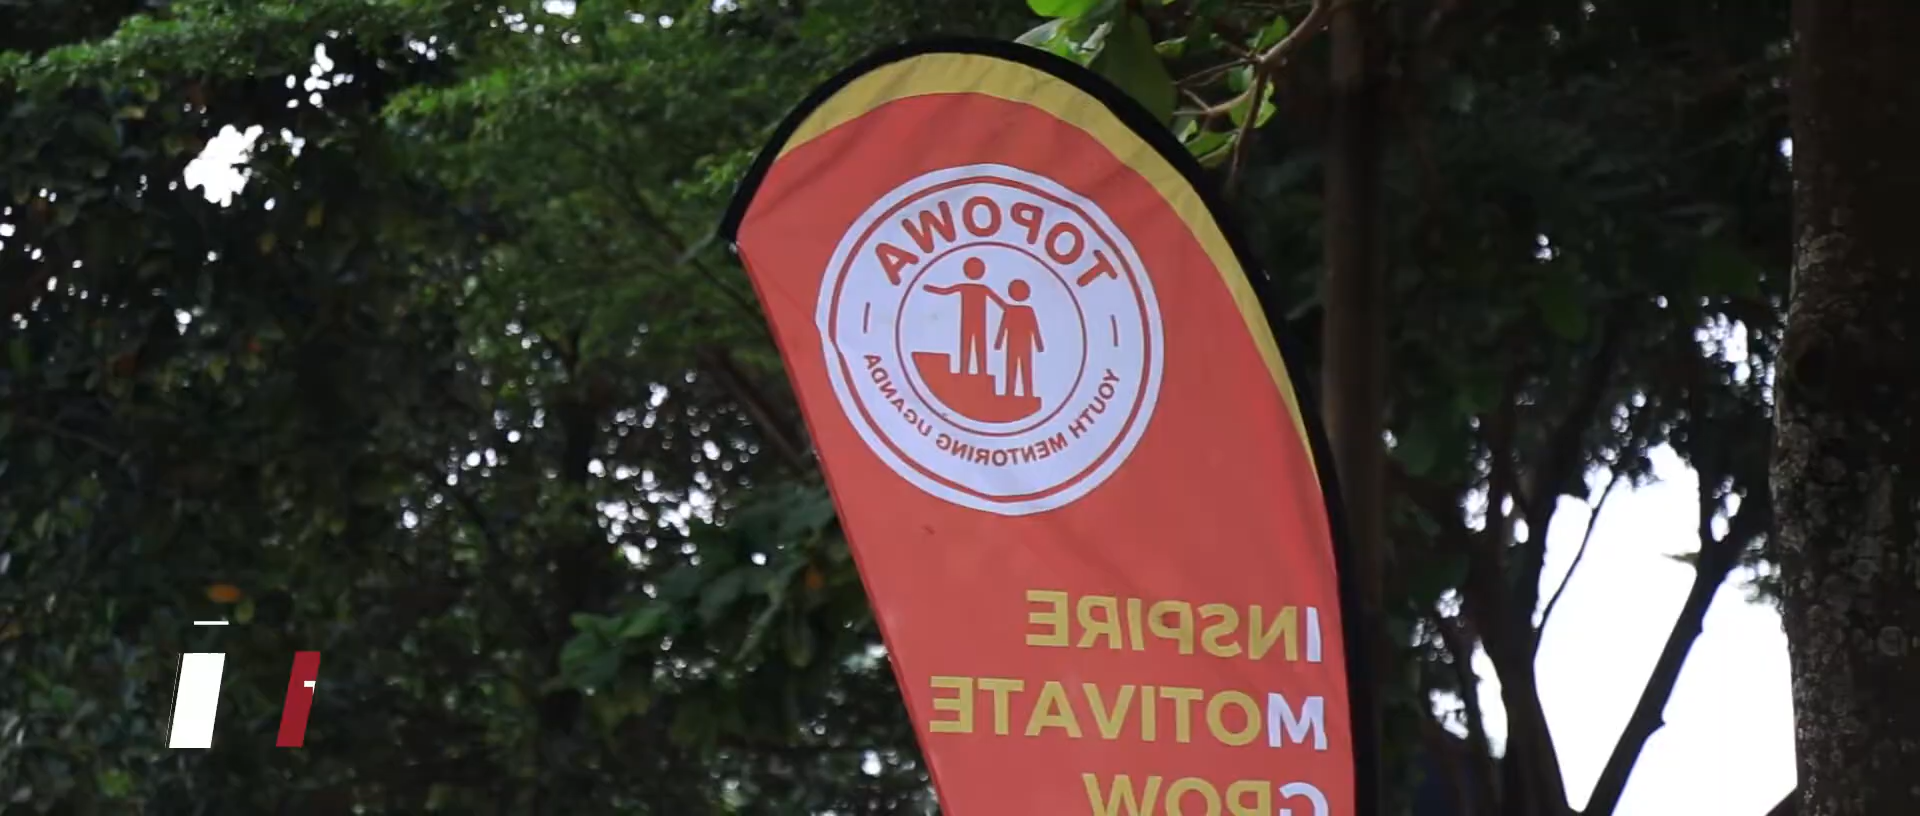 TOPOWA
YOUTH MENTORING UGANDA
INSPIRE
MOTIVATE
GROW